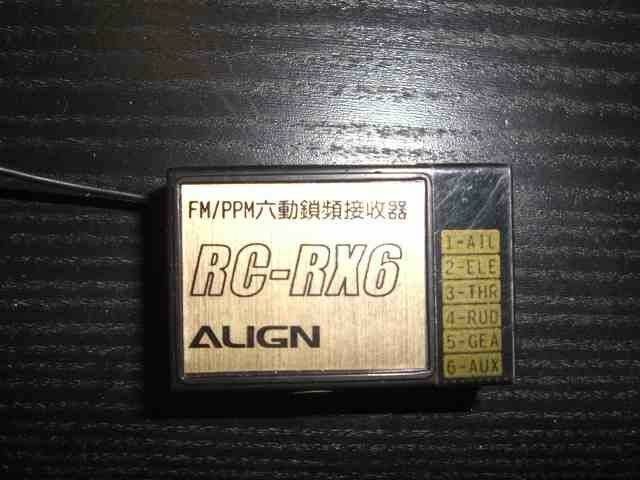 FM/PPM六動鎖頻接收器
RC-RX6
ALIGN
1-AIL
2-ELE
3-THR
4-RUD
5-GEA
6-AUX